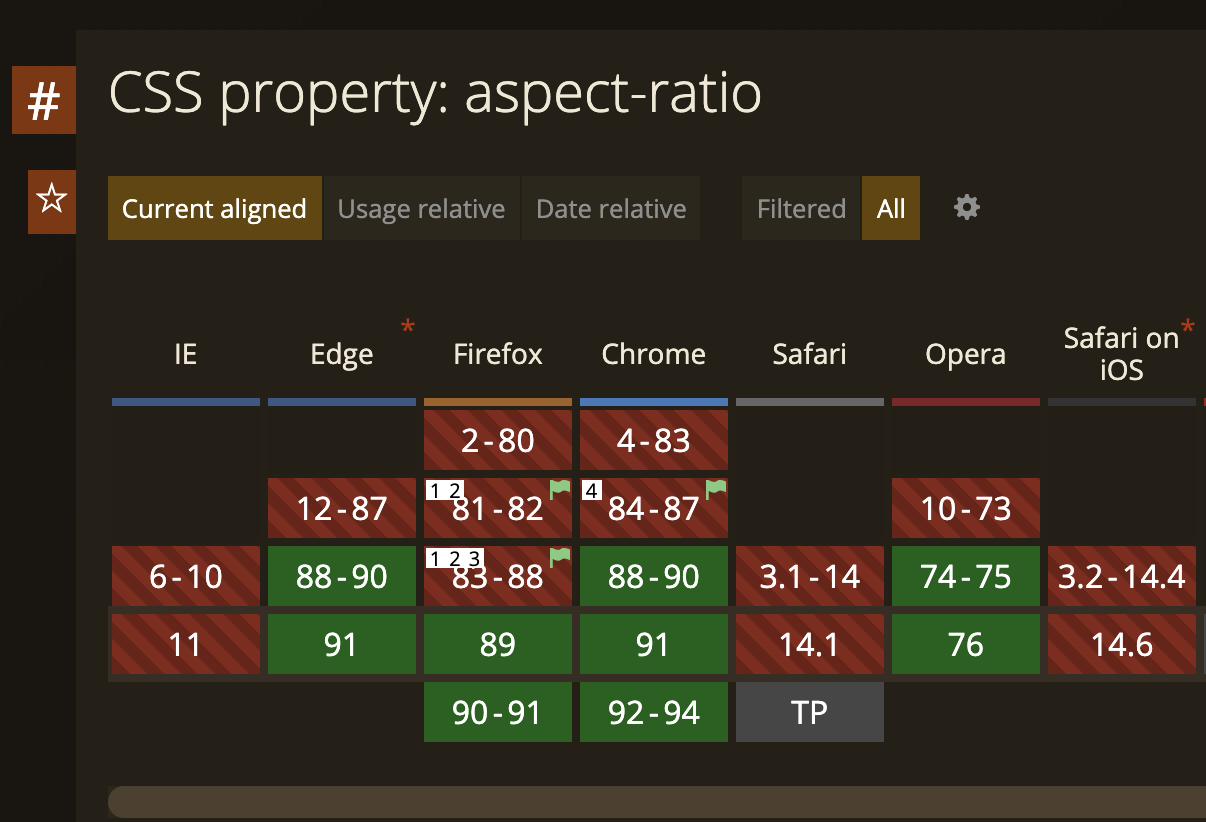 #
CSS property: aspect-ratio
☆
Current aligned Usage relative Date relative Filtered All
IE Edge * Firefox Chrome Safari Opera Safari on iOS *
2-80 4-83
12-87 1 2 81-82 4 84-87 10-73
6-10 88-90 1 2 3 83-88 88-90 3.1-14 74-75 3.2-14.4
11 91 89 91 14.1 76 14.6
90-91 92-94 TP